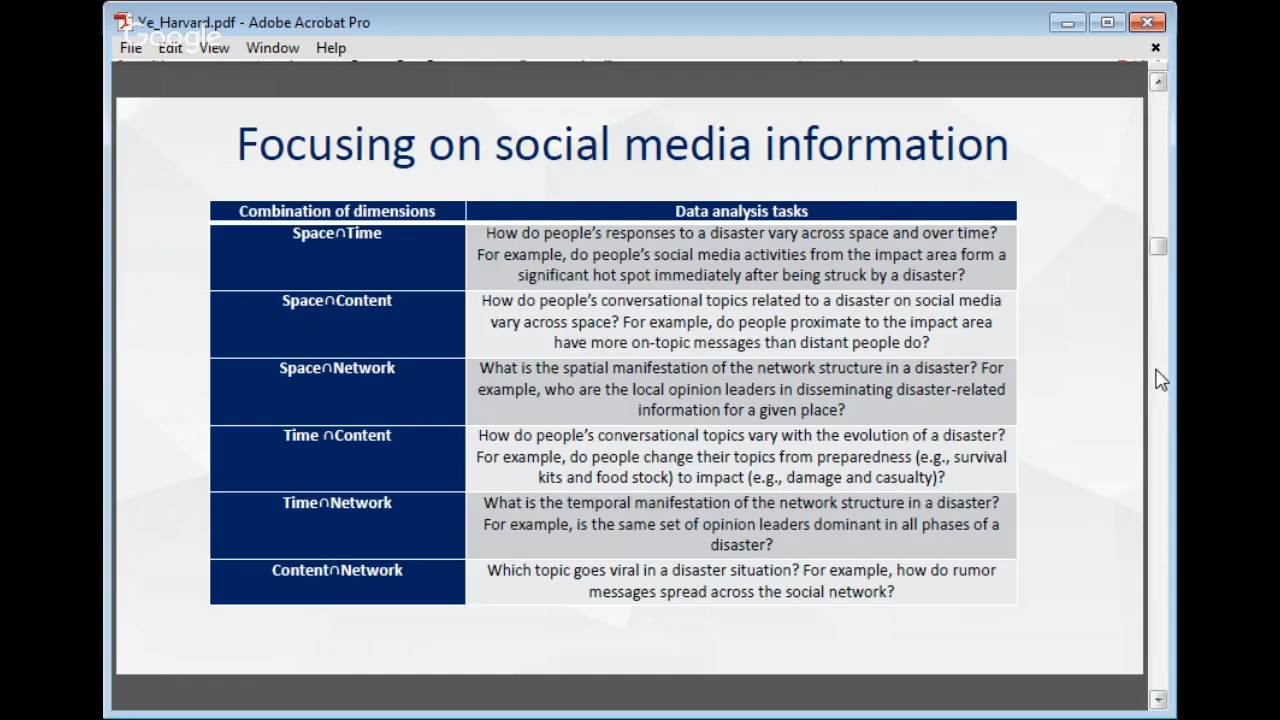 Ye_Harvard.pdf - Adobe Acrobat Pro
Google
File Edit View Window Help
Focusing on social media information
Combination of dimensions
Data analysis tasks
Space∩Time
How do people's responses to a disaster vary across space and over time?
For example, do people's social media activities from the impact area form a
significant hot spot immediately after being struck by a disaster?
Space∩Content
How do people's conversational topics related to a disaster on social media
vary across space? For example, do people proximate to the impact area
have more on-topic messages than distant people do?
Space∩Network
What is the spatial manifestation of the network structure in a disaster? For
example, who are the local opinion leaders in disseminating disaster-related
information for a given place?
Time ∩Content
How do people's conversational topics vary with the evolution of a disaster?
For example, do people change their topics from preparedness (e.g., survival
kits and food stock) to impact (e.g., damage and casualty)?
Time∩Network
What is the temporal manifestation of the network structure in a disaster?
For example, is the same set of opinion leaders dominant in all phases of a
disaster?
Content∩Network
Which topic goes viral in a disaster situation? For example, how do rumor
messages spread across the social network?